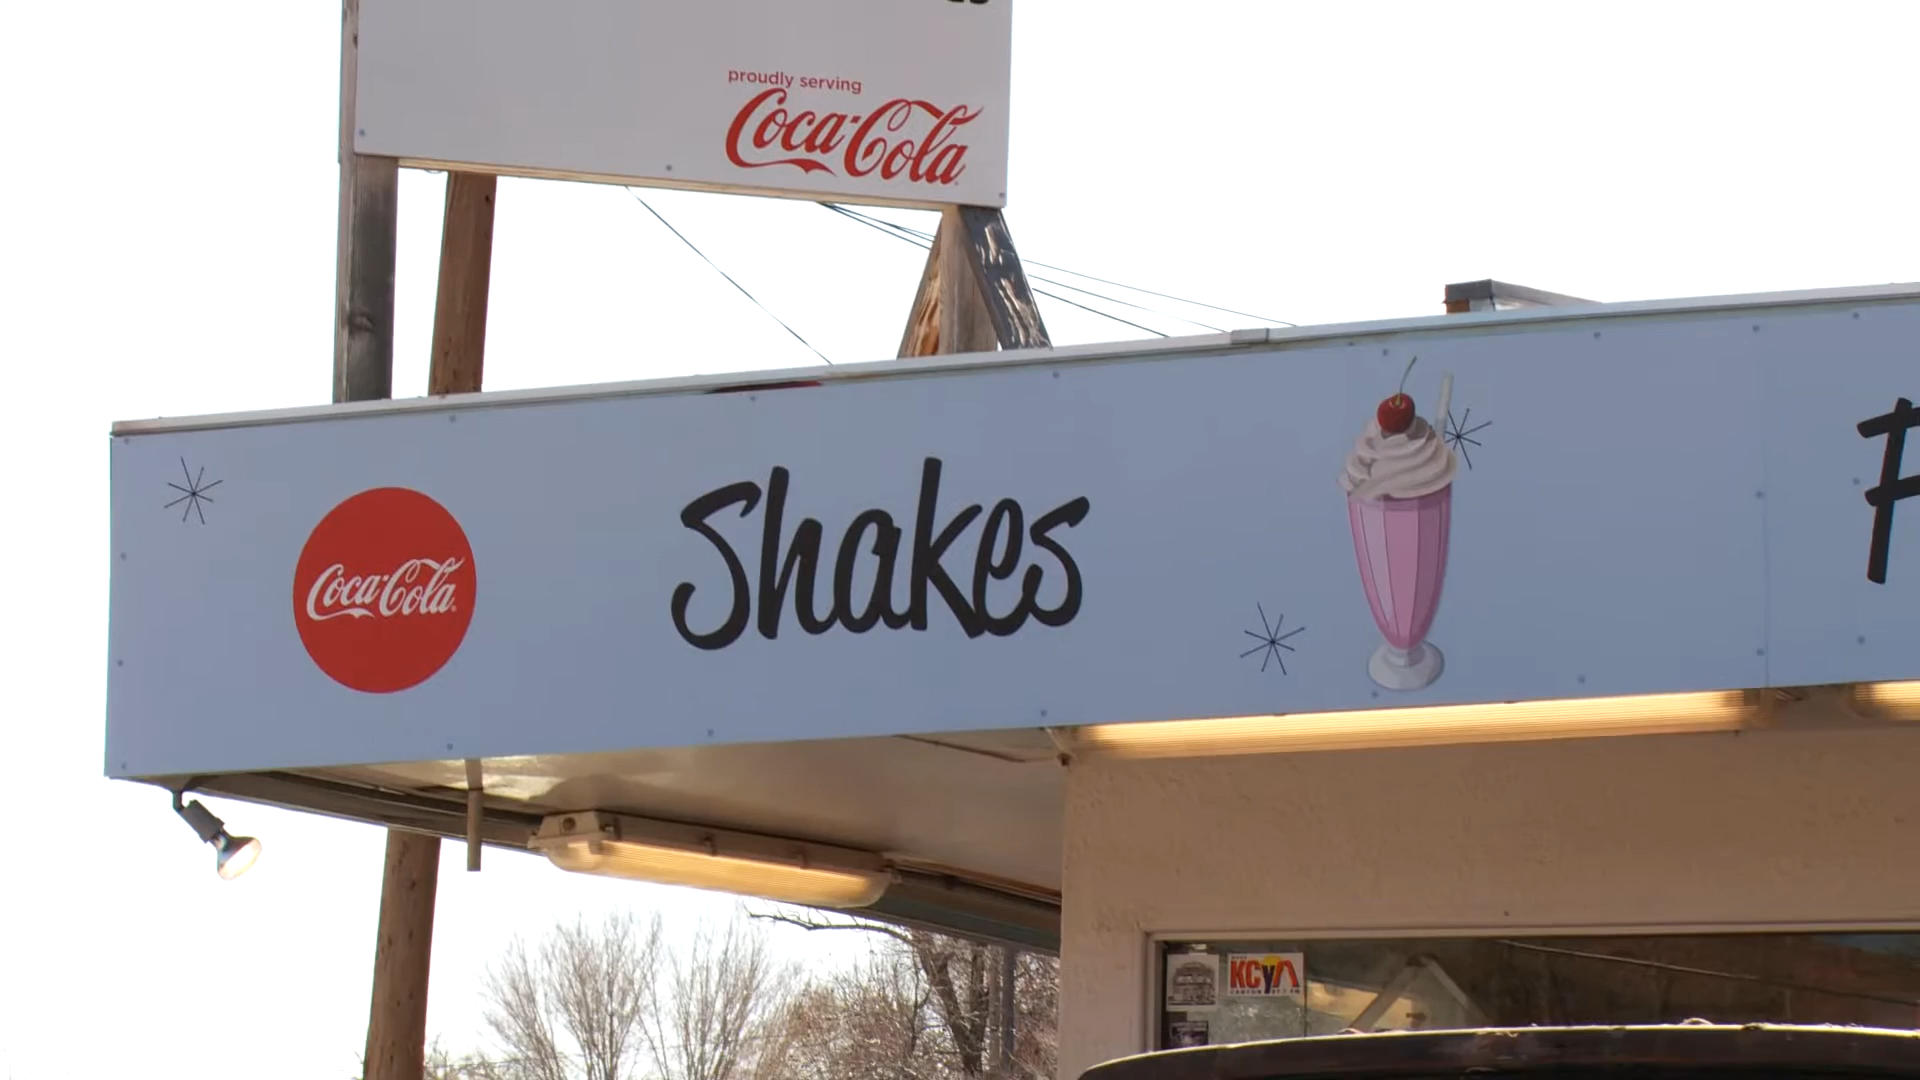 proudly serving
Coca-Cola
Coca-Cola
Shakes
KCYN